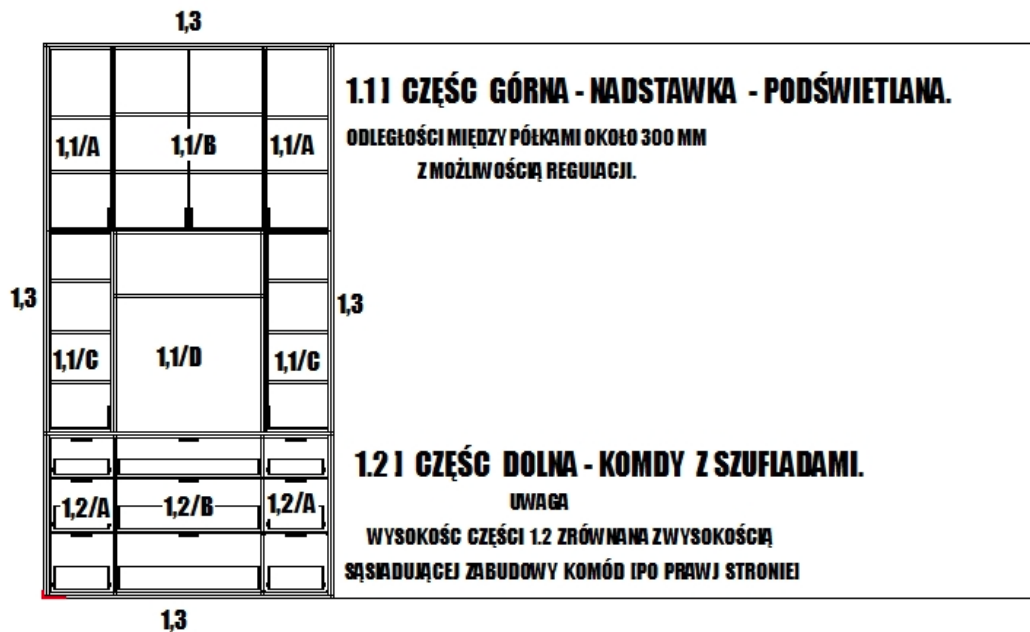 1,3
1.1] CZĘŚC GÓRNA - NADSTAWKA - PODŚWIETLANA.
ODLEGŁOŚCI MIĘDZY PÓŁKAMI OKOŁO 300 MM
Z MOŻLIWOŚCIĄ REGULACJI.
1,1/A 1,1/B 1,1/A
1,3 1,3
1,1/C 1,1/D 1,1/C
1.2] CZĘŚC DOLNA - KOMDY Z SZUFLADAMI.
UWAGA
1,2/A 1,2/B 1,2/A
WYSOKOŚC CZĘŚCI 1.2 ZRÓWNANA Z WYSOKOŚCIĄ
SĄSIADUJĄCEJ ZABUDOWY KOMÓD [PO PRAWJ STRONIE]
1,3